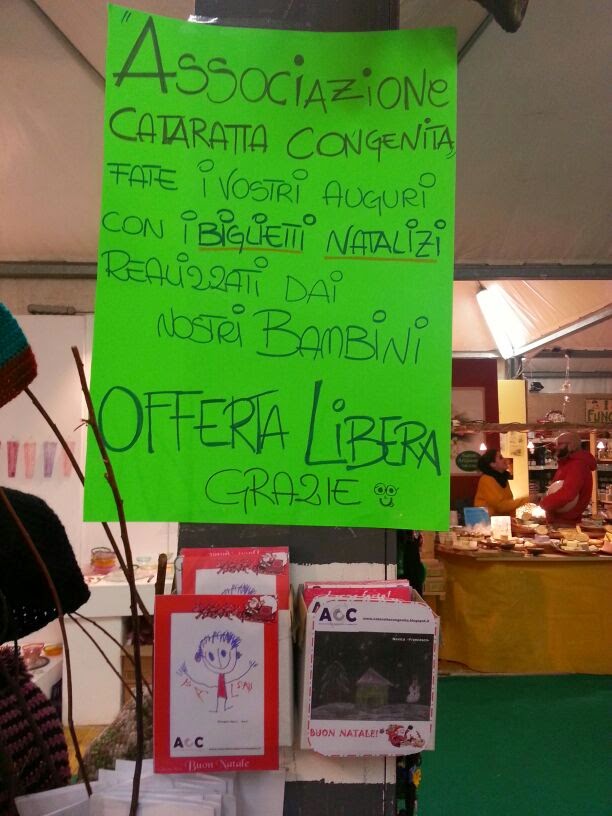 "ASSOCIAZIONE
CATARATTA CONGENITA,
FATE I VOSTRI AUGURI
CON I BIGLIETTI NATALIZI
REALIZZATI DAI
NOSTRI BAMBINI
OFFERTA LIBERA
GRAZIE
ACC
Buon Natale
ACC
BUON NATALE!